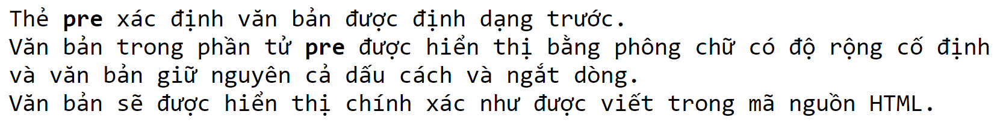 Thẻ pre xác định văn bản được định dạng trước.
Văn bản trong phần tử pre được hiển thị bằng phông chữ có độ rộng cố định
và văn bản giữ nguyên cả dấu cách và ngắt dòng.
Văn bản sẽ được hiển thị chính xác như được viết trong mã nguồn HTML.